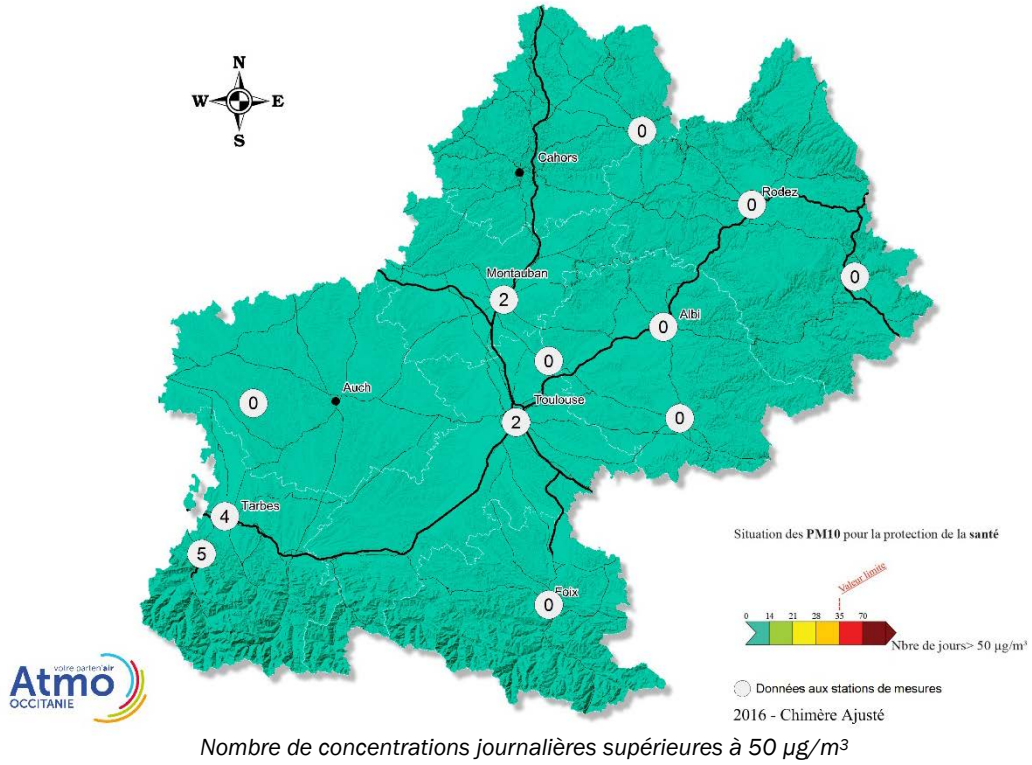 N
W E
S
0
Cahors
Rodez
0
0
Montauban
2
Albi
0
0
Auch
0
Toulouse
2
0
Tarbes
4
5
Foix
0
Situation des PM10 pour la protection de la santé
Valeur limite
0 14 21 28 35 70
Nbre de jours> 50 µg/m³
Données aux stations de mesures
2016 - Chimère Ajusté
votre parten'air
Atmo
OCCITANIE
Nombre de concentrations journalières supérieures à 50 µg/m³